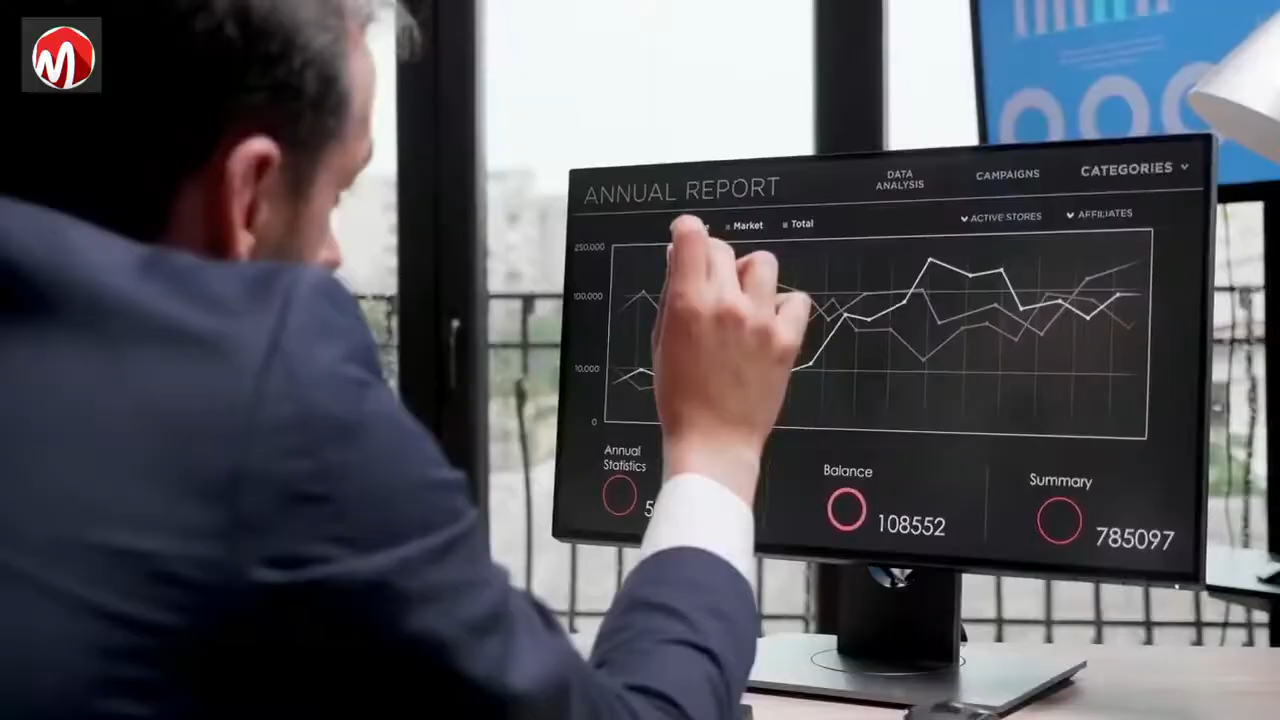 M
ANNUAL REPORT
DATA
ANALYSIS
CAMPAIGNS
CATEGORIES
Market
Total
ACTIVE STORES
AFFILIATES
250,000
100,000
10,000
0
Annual
Statistics
5
Balance
108552
Summary
785097